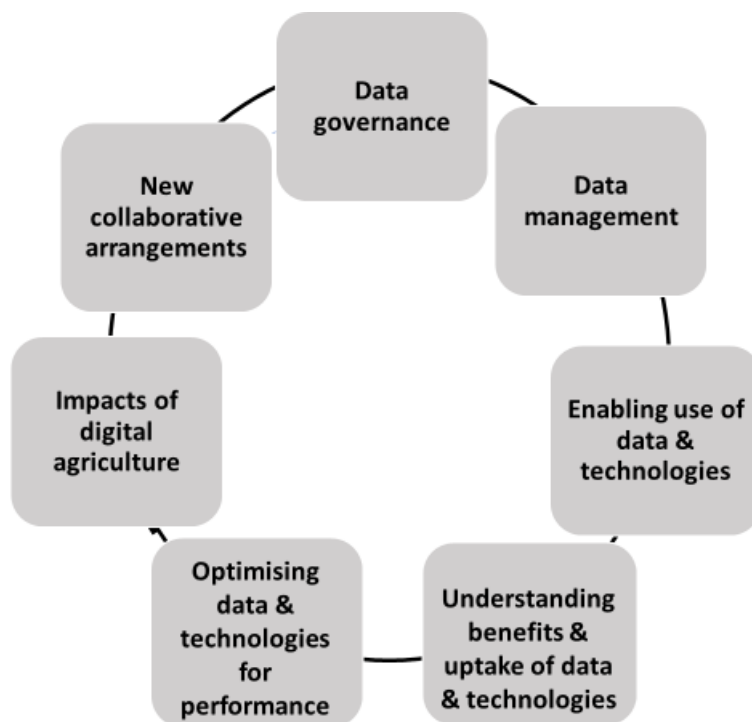 Data
governance
Data
management
Enabling use of
data &
technologies
Understanding
benefits &
uptake of data
& technologies
Optimising
data &
technologies
for
performance
Impacts of
digital
agriculture
New
collaborative
arrangements